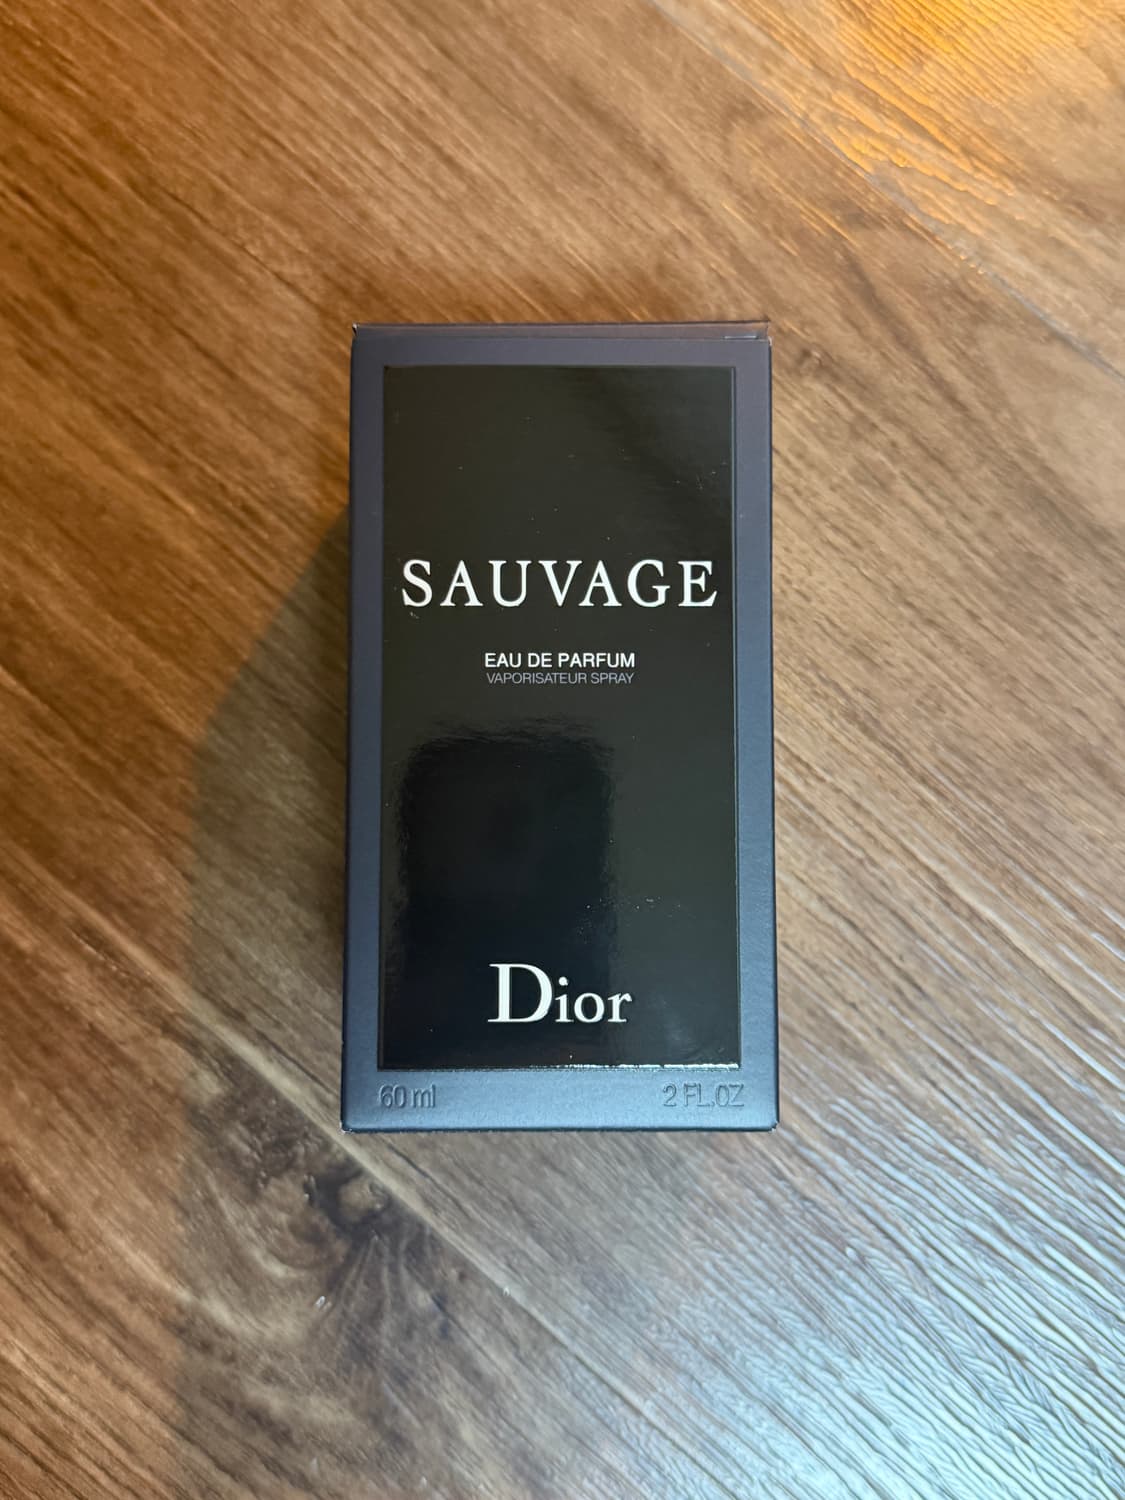 SAUVAGE
EAU DE PARFUM
VAPORISATEUR SPRAY
Dior
60 ml 2 FL.OZ